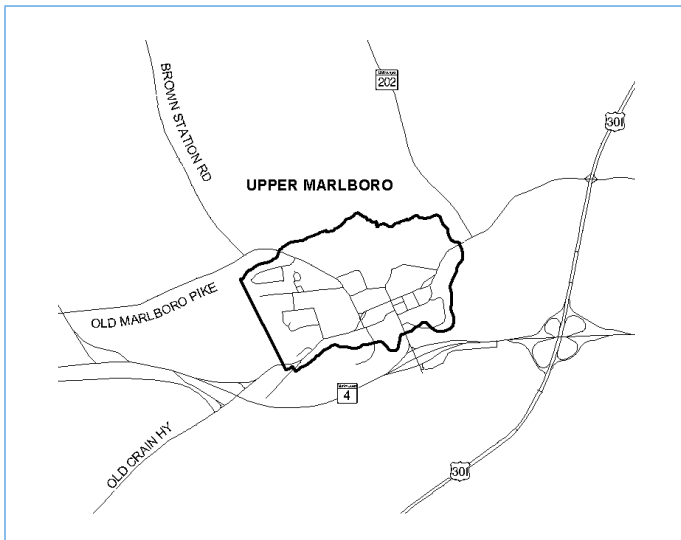 BROWN STATION RD
202
301
UPPER MARLBORO
OLD MARLBORO PIKE
4
OLD CRAIN HY
301